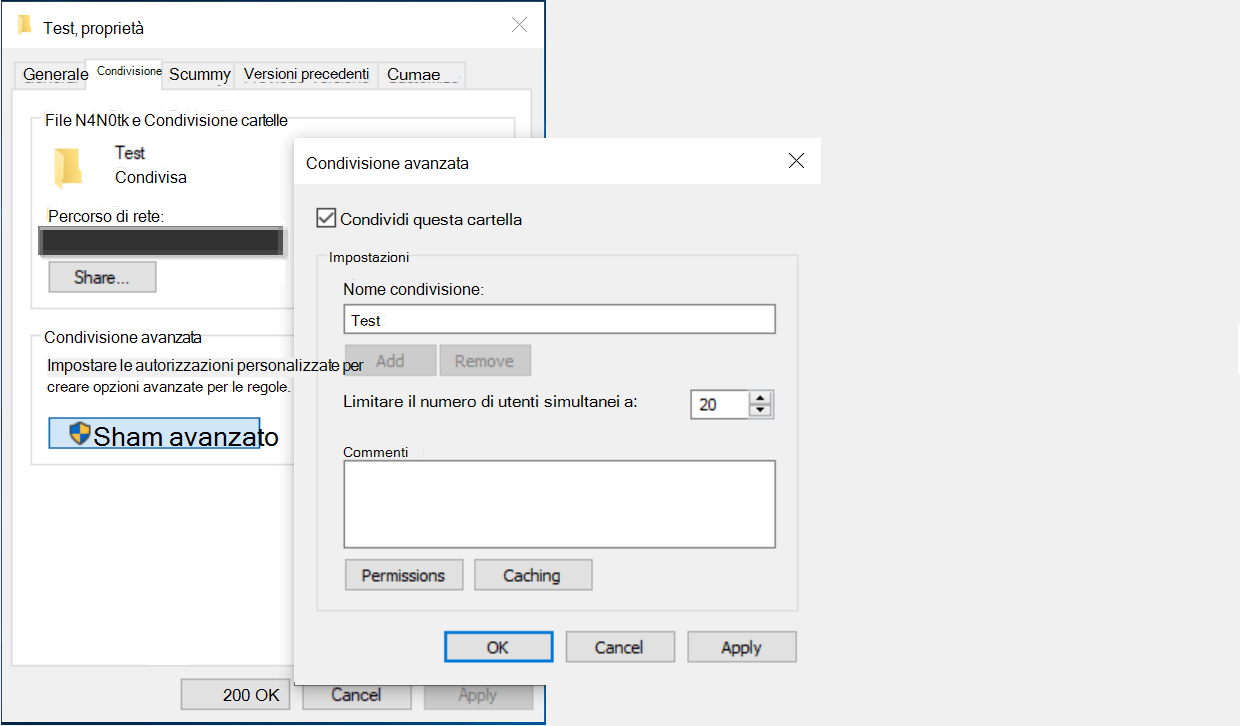 Test, proprietà
Generale
Condivisione
Scummy
Versioni precedenti
Cumae
File N4N0tk e Condivisione cartelle
Test
Condivisa
Percorso di rete:
Share...
Condivisione avanzata
Impostare le autorizzazioni personalizzate per
creare opzioni avanzate per le regole.
Sham avanzato
200 OK
Cancel
Apply
Condivisione avanzata
Condividi questa cartella
Impostazioni
Nome condivisione:
Test
Add
Remove
Limitare il numero di utenti simultanei a:
20
Commenti
Permissions
Caching
OK
Cancel
Apply